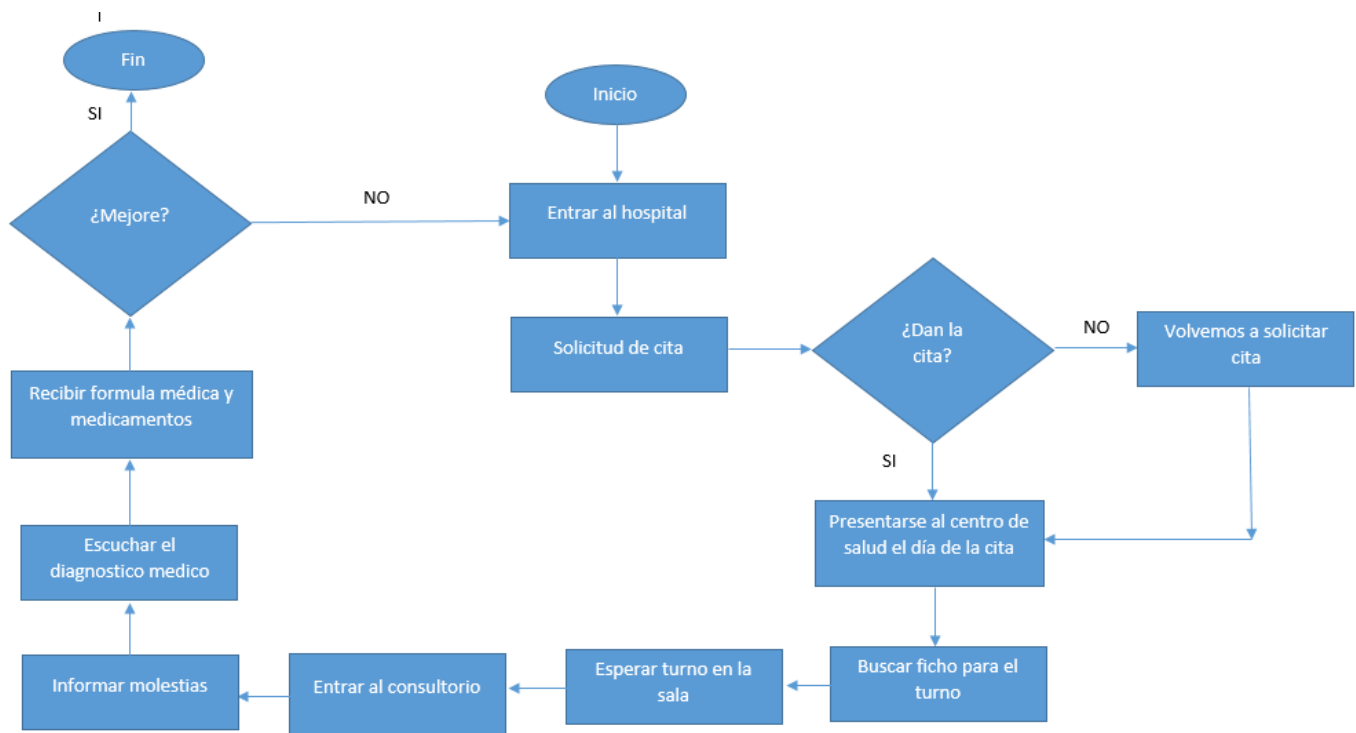 Fin
SI
¿Mejore?
NO
Inicio
Entrar al hospital
Solicitud de cita
¿Dan la
cita?
NO
Volvemos a solicitar
cita
SI
Presentarse al centro de
salud el día de la cita
Buscar ficho para el
turno
Esperar turno en la
sala
Entrar al consultorio
Informar molestias
Escuchar el
diagnostico medico
Recibir formula médica y
medicamentos